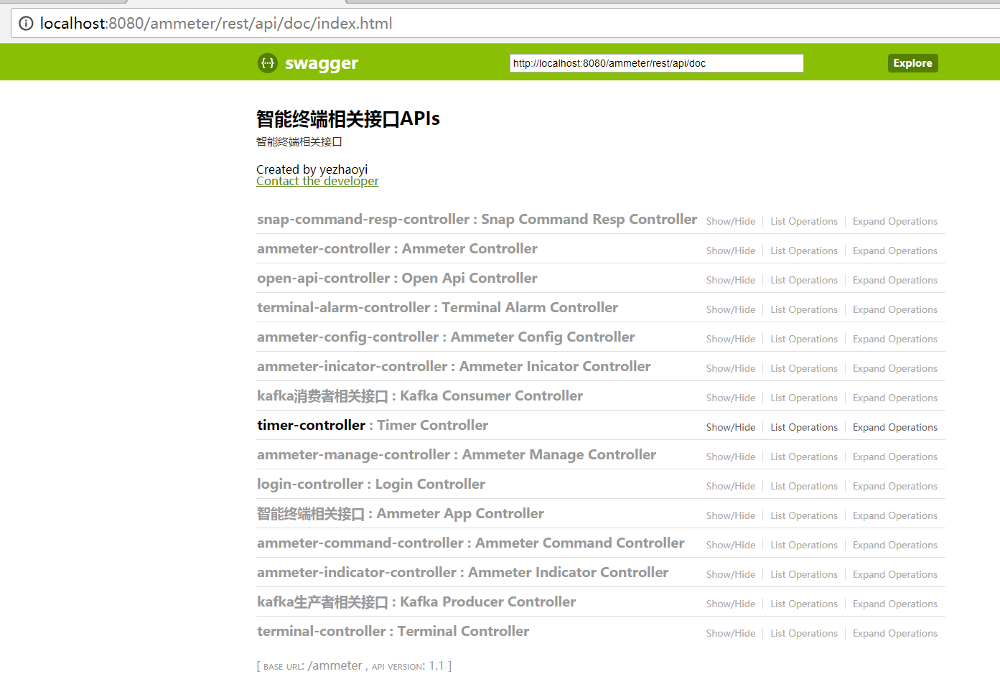 localhost:8080/ammeter/rest/api/doc/index.html
{··} swagger http://localhost:8080/ammeter/rest/api/doc Explore
智能终端相关接口APIs
智能终端相关接口
Created by yezhaoyi
Contact the developer
snap-command-resp-controller : Snap Command Resp Controller Show/Hide List Operations Expand Operations
ammeter-controller : Ammeter Controller Show/Hide List Operations Expand Operations
open-api-controller : Open Api Controller Show/Hide List Operations Expand Operations
terminal-alarm-controller : Terminal Alarm Controller Show/Hide List Operations Expand Operations
ammeter-config-controller : Ammeter Config Controller Show/Hide List Operations Expand Operations
ammeter-inicator-controller : Ammeter Inicator Controller Show/Hide List Operations Expand Operations
kafka消费者相关接口 : Kafka Consumer Controller Show/Hide List Operations Expand Operations
timer-controller : Timer Controller Show/Hide List Operations Expand Operations
ammeter-manage-controller : Ammeter Manage Controller Show/Hide List Operations Expand Operations
login-controller : Login Controller Show/Hide List Operations Expand Operations
智能终端相关接口 : Ammeter App Controller Show/Hide List Operations Expand Operations
ammeter-command-controller : Ammeter Command Controller Show/Hide List Operations Expand Operations
ammeter-indicator-controller : Ammeter Indicator Controller Show/Hide List Operations Expand Operations
kafka生产者相关接口 : Kafka Producer Controller Show/Hide List Operations Expand Operations
terminal-controller : Terminal Controller Show/Hide List Operations Expand Operations
[ BASE URL: /ammeter , API VERSION: 1.1 ]